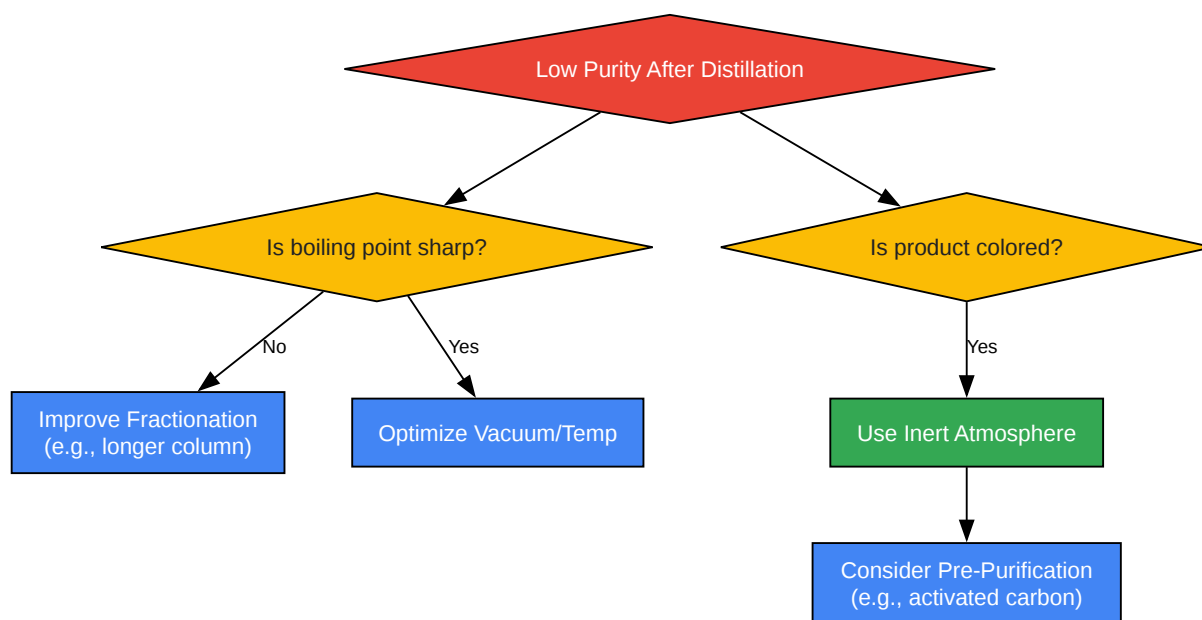 Low Purity After Distillation
Is boiling point sharp?
Is product colored?
No
Yes
Yes
Improve Fractionation
(e.g., longer column)
Optimize Vacuum/Temp
Use Inert Atmosphere
Consider Pre-Purification
(e.g., activated carbon)